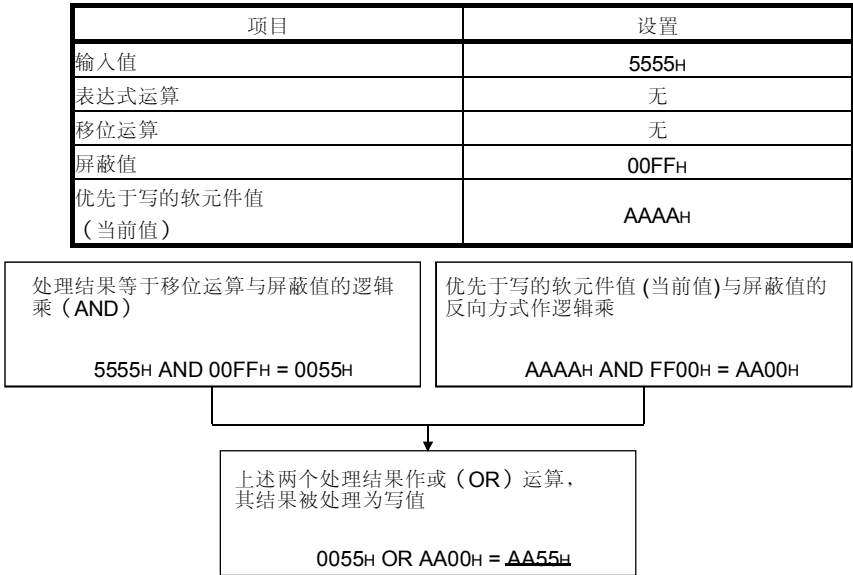 项目 设置
输入值 5555H
表达式运算 无
移位运算 无
屏蔽值 00FFH
优先于写的软元件值
（当前值） AAAAH
处理结果等于移位运算与屏蔽值的逻辑
乘（AND）
5555H AND 00FFH = 0055H
优先于写的软元件值 (当前值)与屏蔽值的
反向方式作逻辑乘
AAAAH AND FF00H = AA00H
上述两个处理结果作或（OR）运算，
其结果被处理为写值
0055H OR AA00H = AA55H